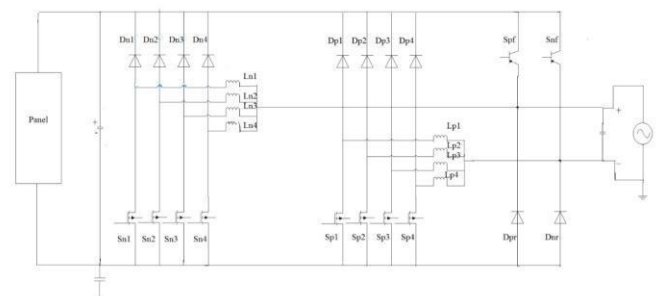 Dn1 Dn2 Dn3 Dn4 Dp1 Dp2 Dp3 Dp4 Spf Snf
Ln1
Ln2
Ln3
Ln4
Panel
Lp1
Lp2
Lp3
Lp4
Sn1 Sn2 Sn3 Sn4 Sp1 Sp2 Sp3 Sp4 Dpr Dnr